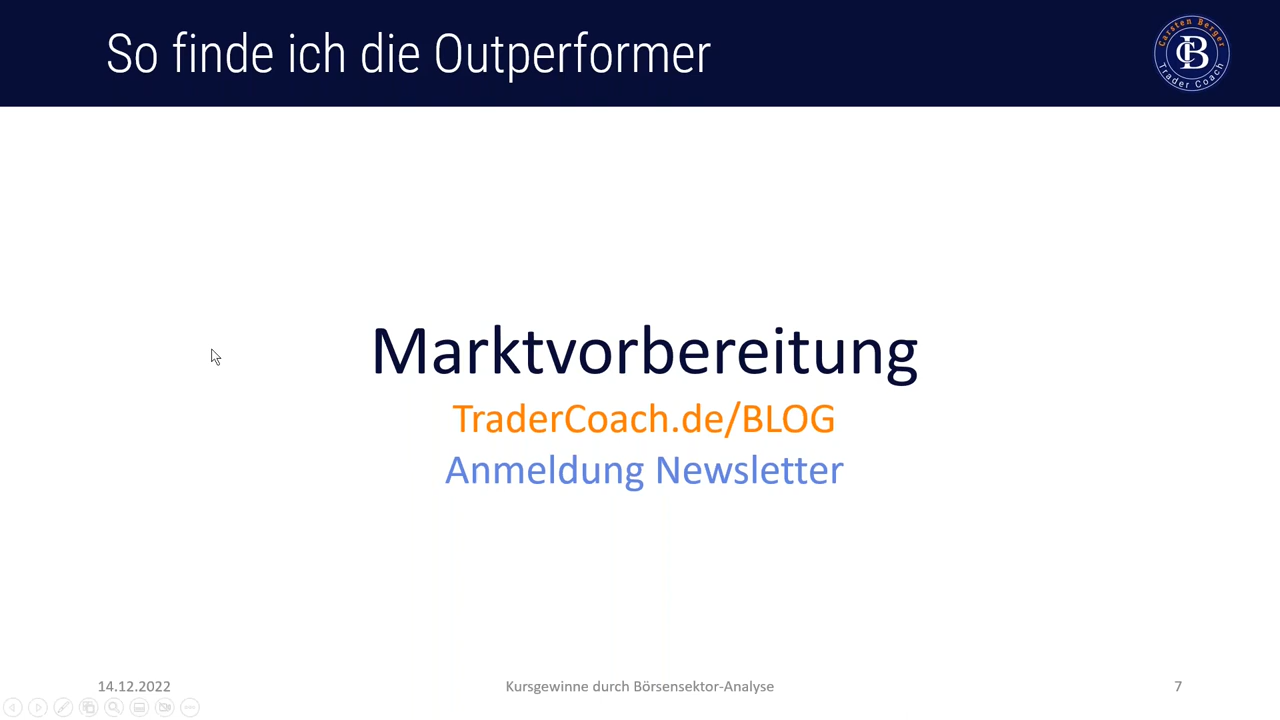 So finde ich die Outperformer
Carsten Berger
CB
Trader Coach
Marktvorbereitung
TraderCoach.de/BLOG
Anmeldung Newsletter
14.12.2022
Kursgewinne durch Börsensektor-Analyse
7